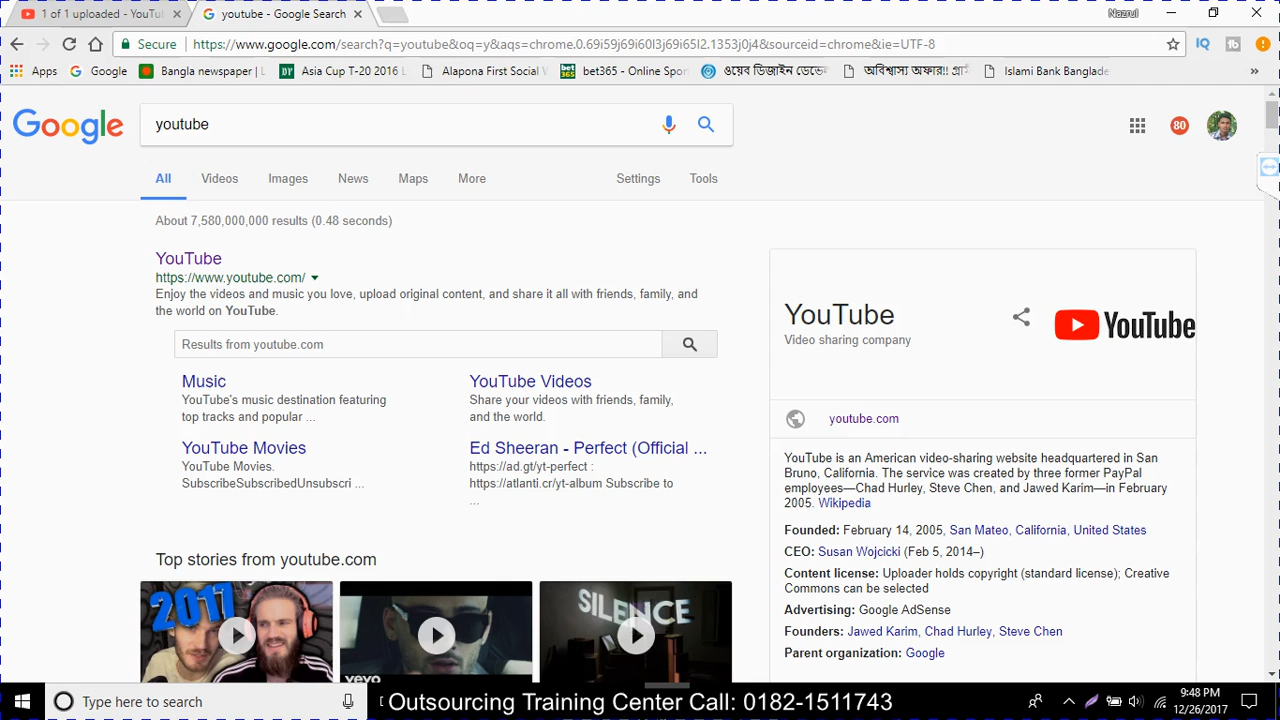 1 of 1 uploaded - YouTu
youtube - Google Search
Nazrul
Secure
https://www.google.com/search?q=youtube&oq=y&aqs=chrome.0.69i59j69i60l3j69i65l2.1353j0j4&sourceid=chrome&ie=UTF-8
Apps
Google
Bangla newspaper | L
Asia Cup T-20 2016 L
Alapona First Social W
bet365 - Online Spo
ওয়েব ডিজাইন ডেভে
অবিশ্বাস্য অফার!! গ্রা
Islami Bank Banglade
»
Google
youtube
80
All
Videos
Images
News
Maps
More
Settings
Tools
About 7,580,000,000 results (0.48 seconds)
YouTube
https://www.youtube.com/
Enjoy the videos and music you love, upload original content, and share it all with friends, family, and
the world on YouTube.
Results from youtube.com
Music
YouTube's music destination featuring
top tracks and popular ...
YouTube Videos
Share your videos with friends, family,
and the world.
YouTube Movies
YouTube Movies.
SubscribeSubscribedUnsubscri ...
Ed Sheeran - Perfect (Official ...
https://ad.gt/yt-perfect :
https://atlanti.cr/yt-album Subscribe to
...
Top stories from youtube.com
2017
vevo
SILENCE
YouTube
Video sharing company
YouTube
youtube.com
YouTube is an American video-sharing website headquartered in San
Bruno, California. The service was created by three former PayPal
employees—Chad Hurley, Steve Chen, and Jawed Karim—in February
2005. Wikipedia
Founded: February 14, 2005, San Mateo, California, United States
CEO: Susan Wojcicki (Feb 5, 2014–)
Content license: Uploader holds copyright (standard license); Creative
Commons can be selected
Advertising: Google AdSense
Founders: Jawed Karim, Chad Hurley, Steve Chen
Parent organization: Google
Type here to search
Outsourcing Training Center Call: 0182-1511743
9:48 PM
12/26/2017